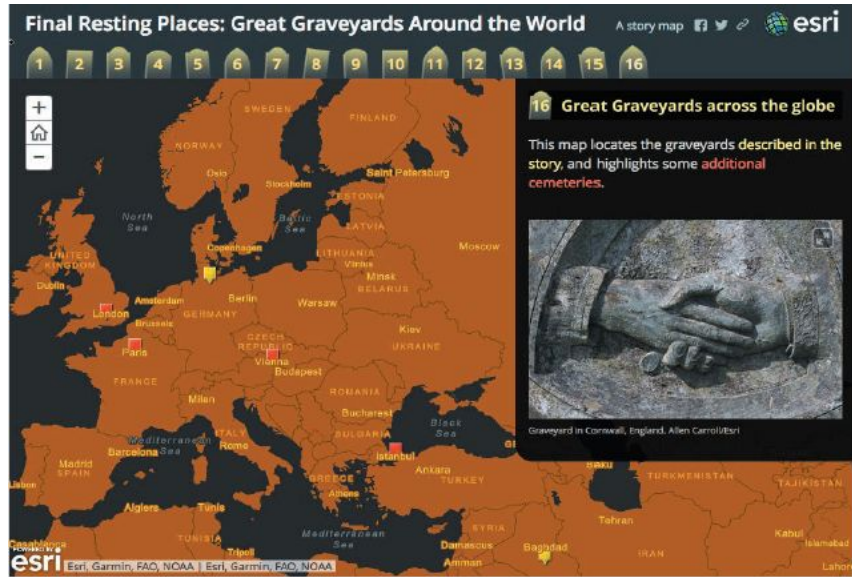 Final Resting Places: Great Graveyards Around the World
A story map
esri
1 2 3 4 5 6 7 8 9 10 11 12 13 14 15 16
16 Great Graveyards across the globe
This map locates the graveyards described in the
story, and highlights some additional
cemeteries.
Graveyard in Cornwall, England. Allen Carroll/Esri
+
−
SWEDEN
FINLAND
NORWAY
Oslo
Saint Petersburg
Stockholm
ESTONIA
North
Sea
Baltic
Sea
LATVIA
Moscow
Copenhagen
LITHUANIA
Vilnius
UNITED
KINGDOM
Minsk
BELARUS
Dublin
Amsterdam
Berlin
Warsaw
London
Brussels
GERMANY
Kiev
UKRAINE
CZECH
REPUBLIC
Paris
Vienna
Budapest
FRANCE
ROMANIA
Milan
Bucharest
Black
Sea
Mediterranean
Sea
ITALY
BULGARIA
Barcelona
Rome
Istanbul
Madrid
SPAIN
Ankara
TURKEY
Baku
TURKMENISTAN
TAJIKISTAN
Lisbon
GREECE
Athens
Algiers
Tunis
Tehran
SYRIA
Kabul
Islamabad
Casablanca
TUNISIA
Mediterranean
Sea
Damascus
Baghdad
IRAN
Tripoli
Amman
Lahor
POWERED BY
esri
Esri, Garmin, FAO, NOAA | Esri, Garmin, FAO, NOAA